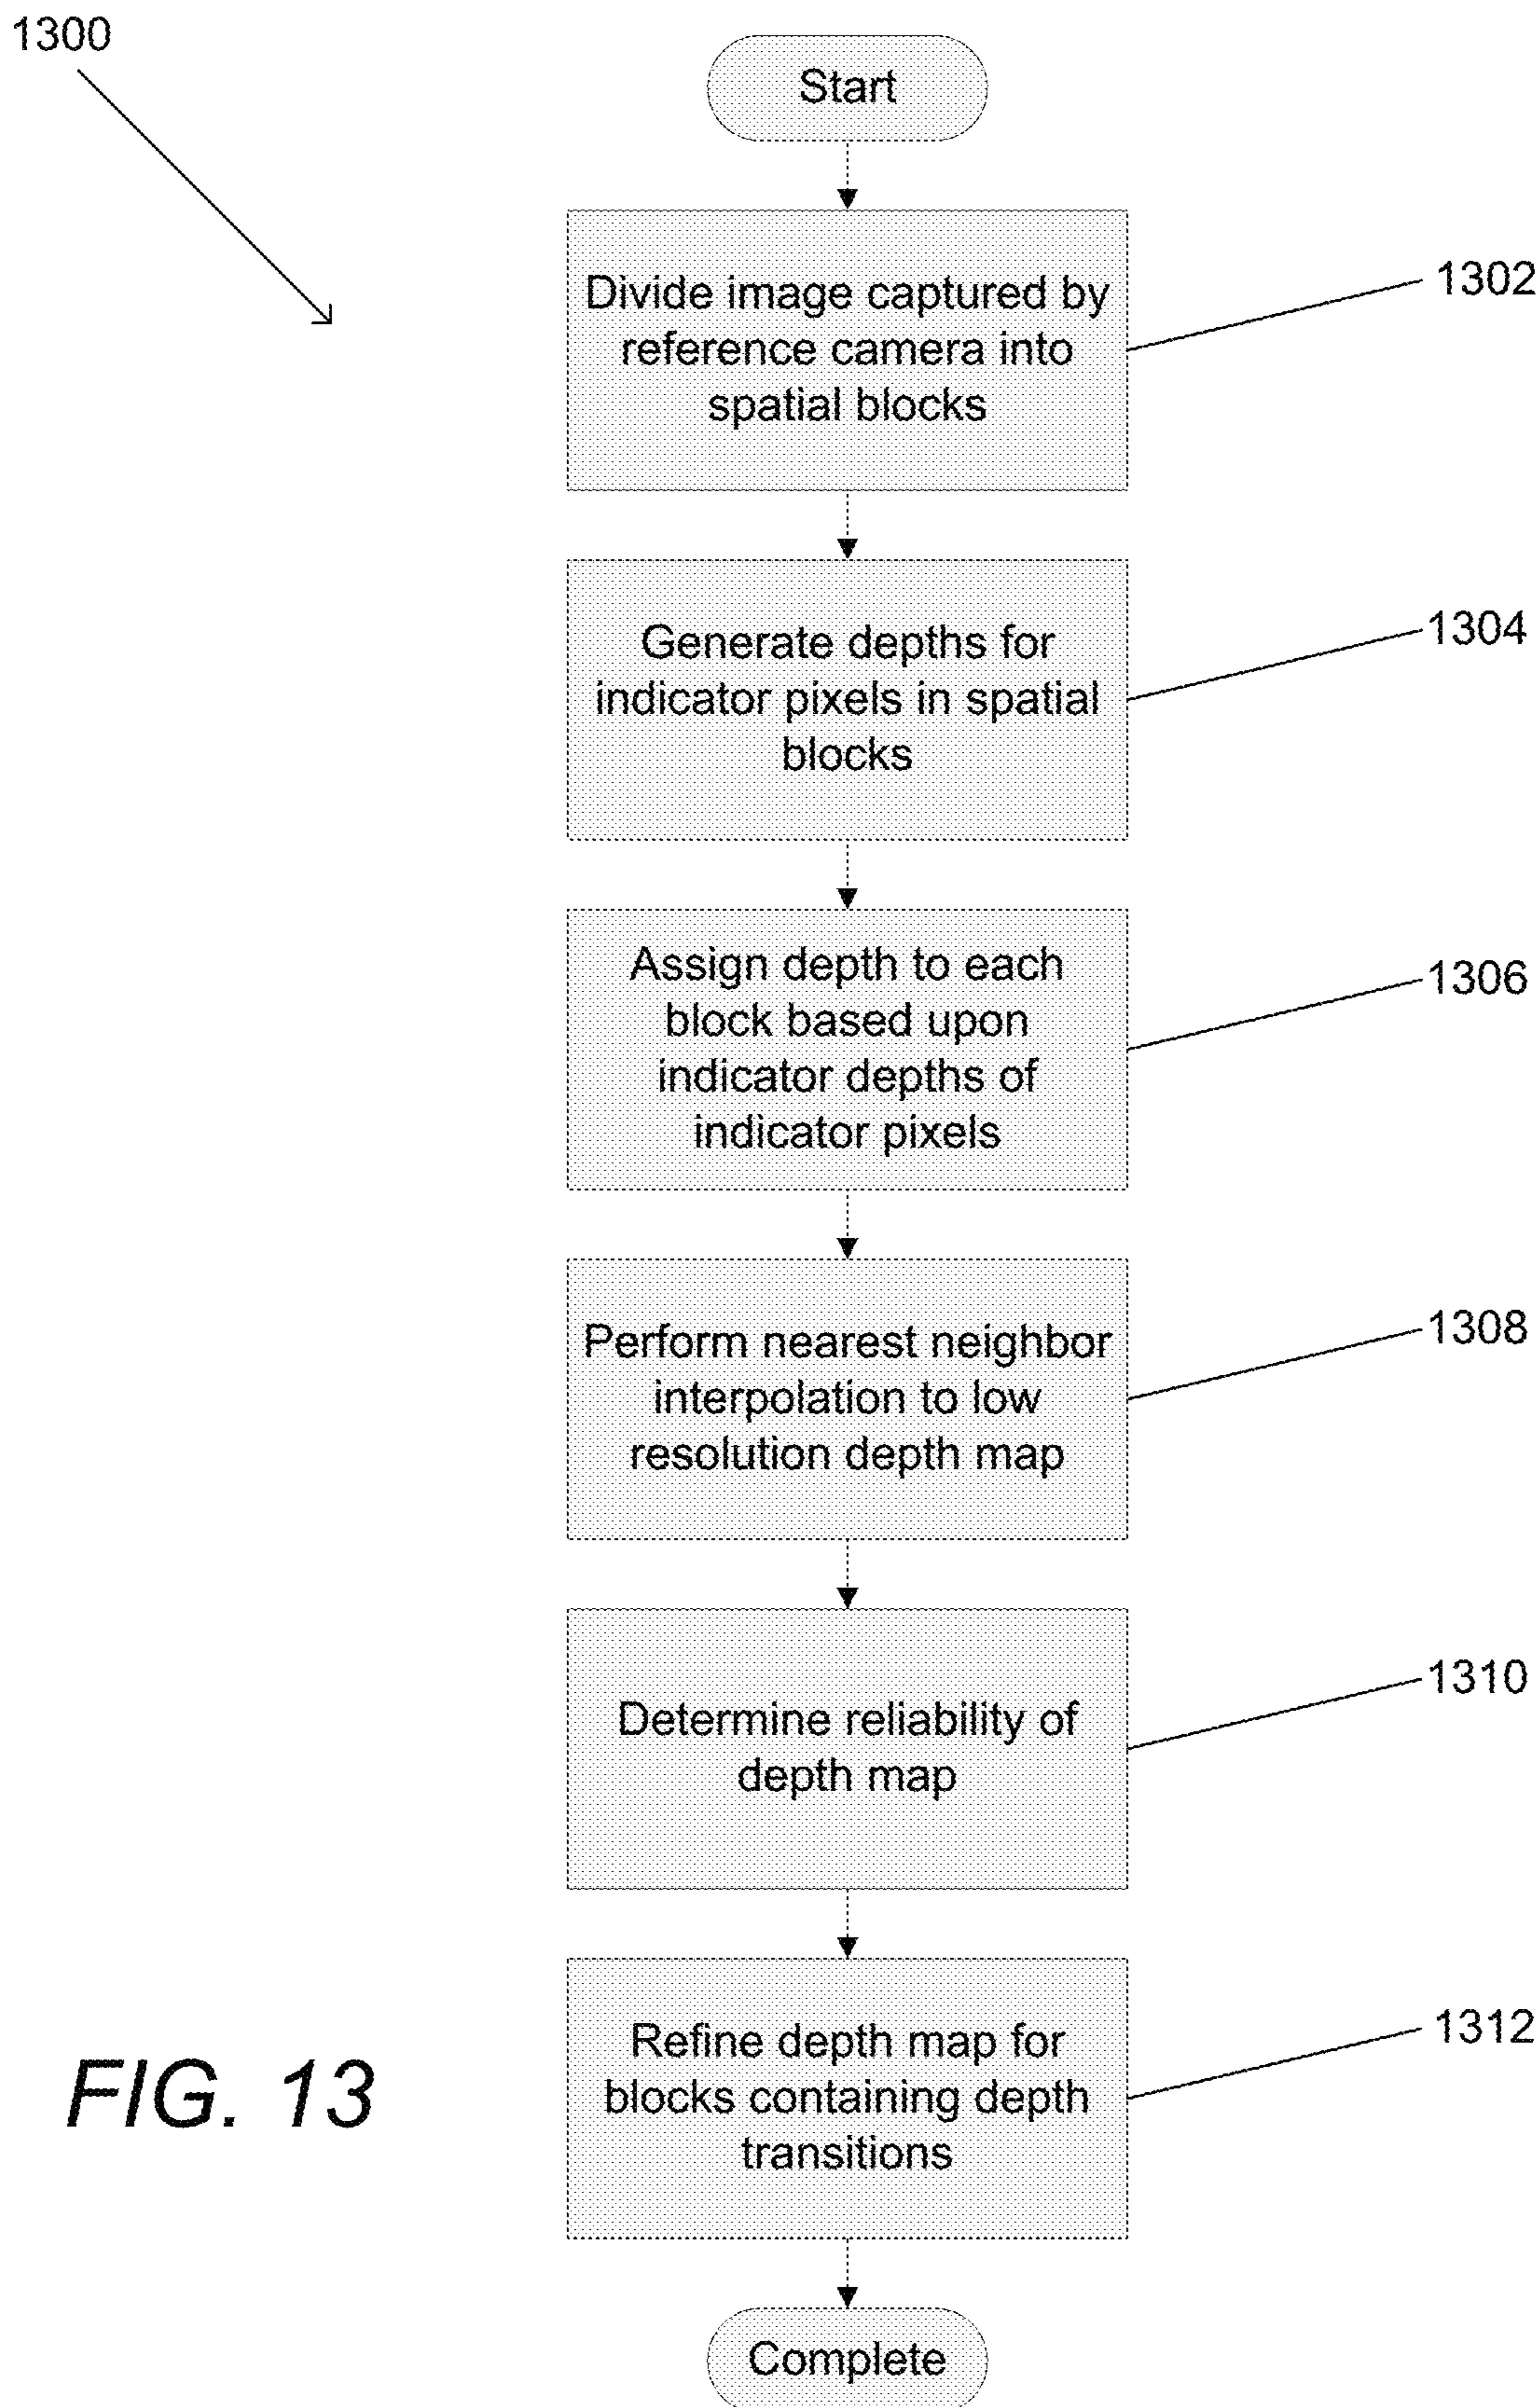 1300
Start
Divide image captured by
reference camera into
spatial blocks
1302
Generate depths for
indicator pixels in spatial
blocks
1304
Assign depth to each
block based upon
indicator depths of
indicator pixels
1306
Perform nearest neighbor
interpolation to low
resolution depth map
1308
Determine reliability of
depth map
1310
Refine depth map for
blocks containing depth
transitions
1312
FIG. 13
Complete